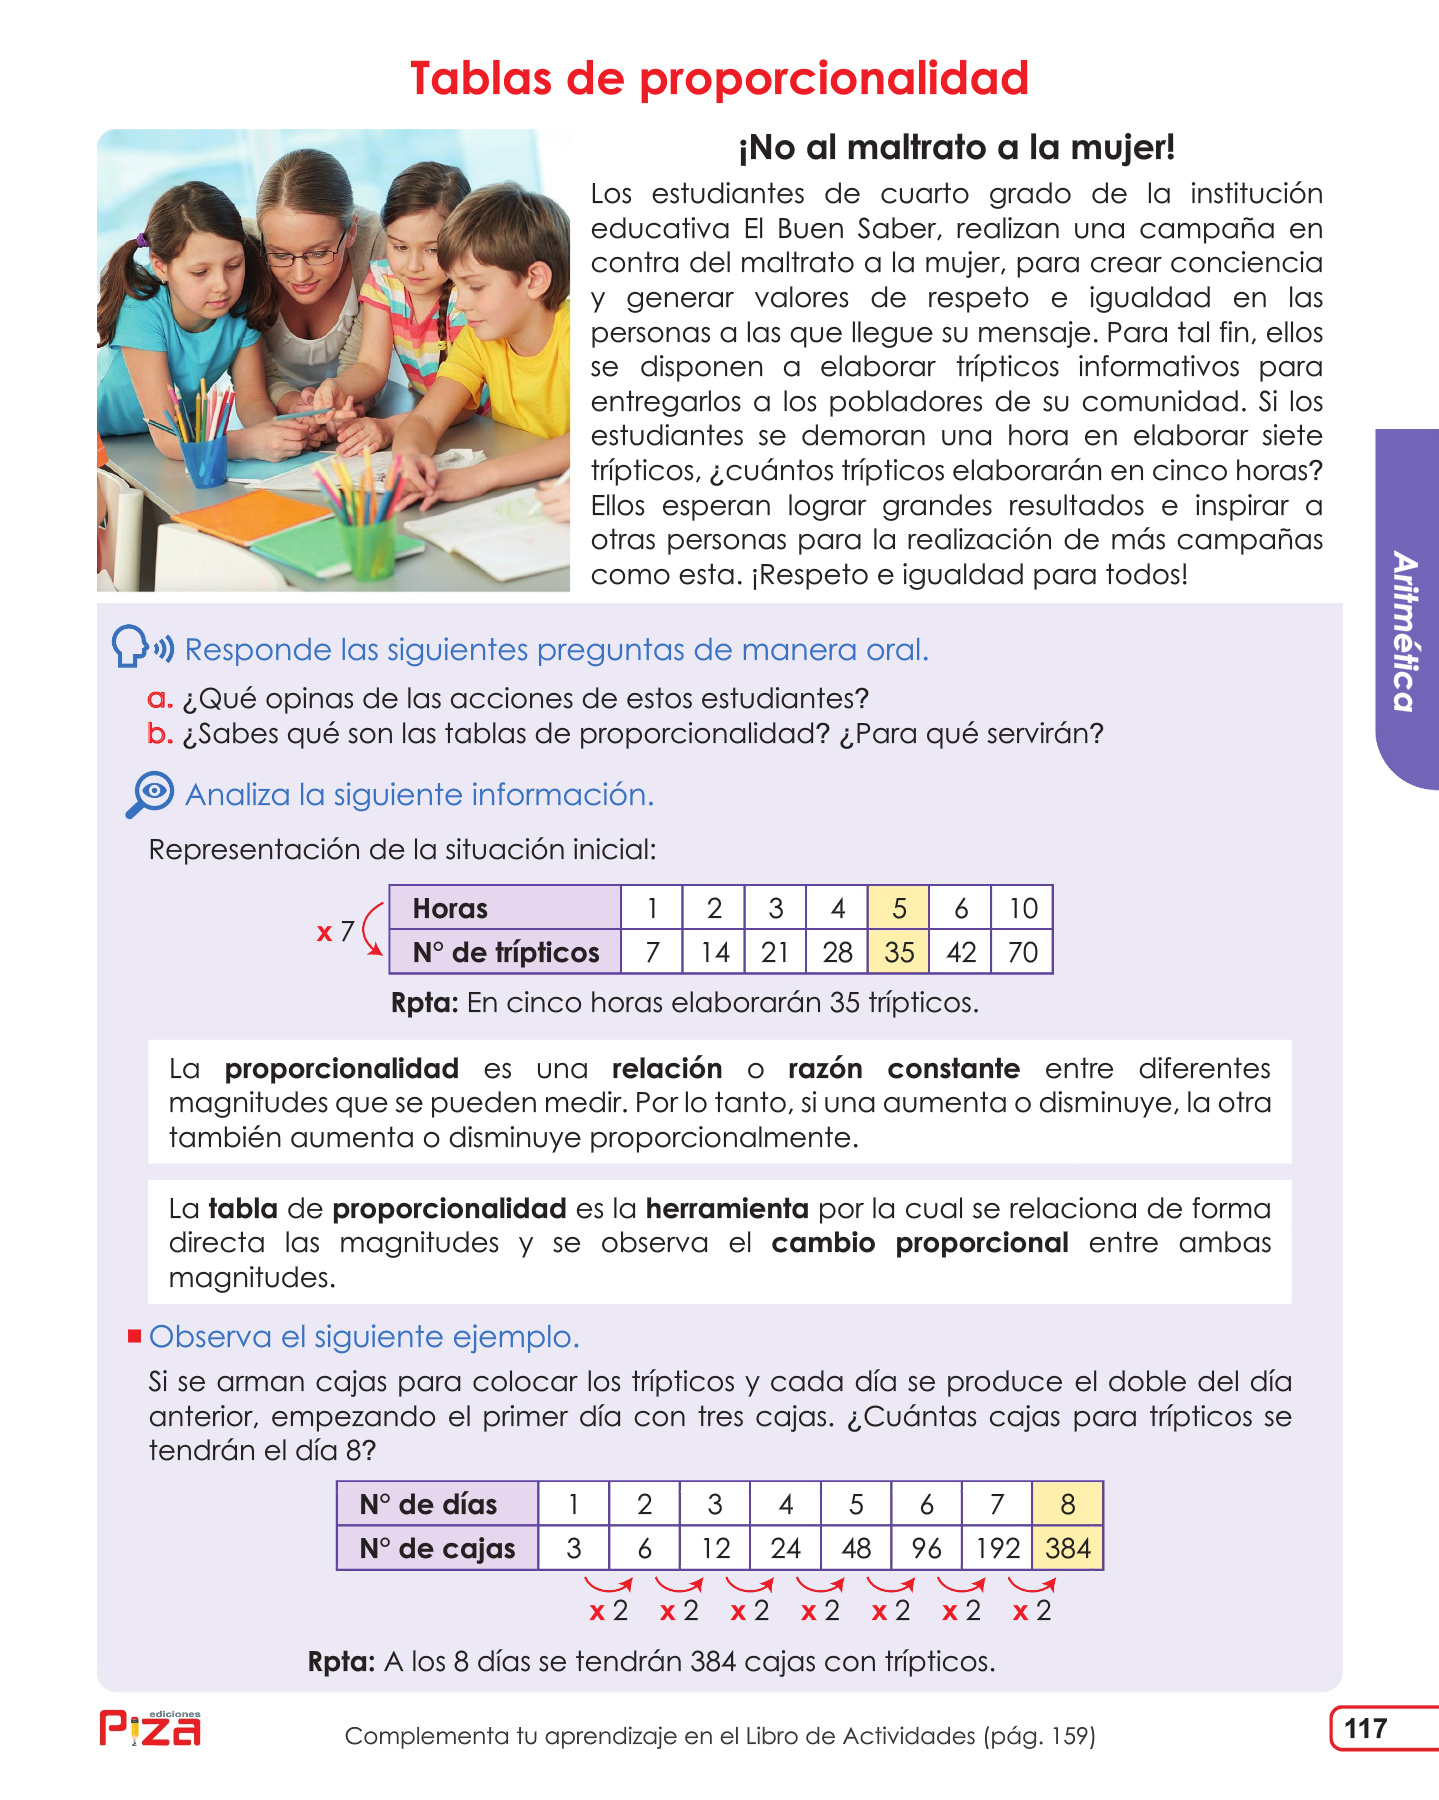 Tablas de proporcionalidad
¡No al maltrato a la mujer!
Los estudiantes de cuarto grado de la institución
educativa El Buen Saber, realizan una campaña en
contra del maltrato a la mujer, para crear conciencia
y generar valores de respeto e igualdad en las
personas a las que llegue su mensaje. Para tal fin, ellos
se disponen a elaborar trípticos informativos para
entregarlos a los pobladores de su comunidad. Si los
estudiantes se demoran una hora en elaborar siete
trípticos, ¿cuántos trípticos elaborarán en cinco horas?
Ellos esperan lograr grandes resultados e inspirar a
otras personas para la realización de más campañas
como esta. ¡Respeto e igualdad para todos!
Aritmética
Responde las siguientes preguntas de manera oral.
a. ¿Qué opinas de las acciones de estos estudiantes?
b. ¿Sabes qué son las tablas de proporcionalidad? ¿Para qué servirán?
Analiza la siguiente información.
Representación de la situación inicial:
x 7
Horas 1 2 3 4 5 6 10
N° de trípticos 7 14 21 28 35 42 70
Rpta: En cinco horas elaborarán 35 trípticos.
La proporcionalidad es una relación o razón constante entre diferentes
magnitudes que se pueden medir. Por lo tanto, si una aumenta o disminuye, la otra
también aumenta o disminuye proporcionalmente.
La tabla de proporcionalidad es la herramienta por la cual se relaciona de forma
directa las magnitudes y se observa el cambio proporcional entre ambas
magnitudes.
Observa el siguiente ejemplo.
Si se arman cajas para colocar los trípticos y cada día se produce el doble del día
anterior, empezando el primer día con tres cajas. ¿Cuántas cajas para trípticos se
tendrán el día 8?
N° de días 1 2 3 4 5 6 7 8
N° de cajas 3 6 12 24 48 96 192 384
x 2 x 2 x 2 x 2 x 2 x 2 x 2
Rpta: A los 8 días se tendrán 384 cajas con trípticos.
ediciones
Piza
Complementa tu aprendizaje en el Libro de Actividades (pág. 159)
117